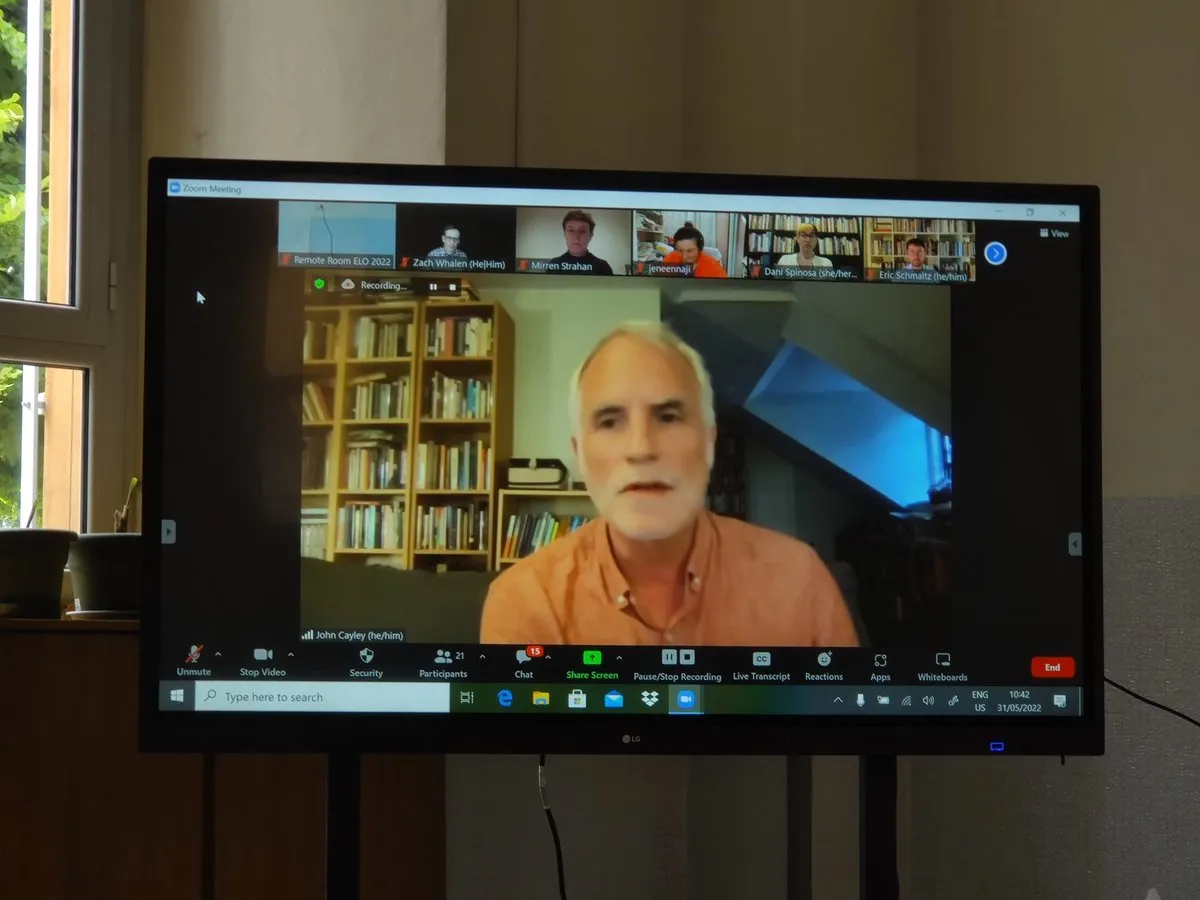 Zoom Meeting
View
Remote Room ELO 2022
Zach Whalen (He|Him)
Mirren Strahan
jeneennaji
Dani Spinosa (she/her...
Eric Schmaltz (he/him)
Recording...
John Cayley (he/him)
Unmute
Stop Video
Security
Participants
21
Chat
15
Share Screen
Pause/Stop Recording
CC
Live Transcript
Reactions
Apps
Whiteboards
End
Type here to search
ENG
US
10:42
31/05/2022
LG